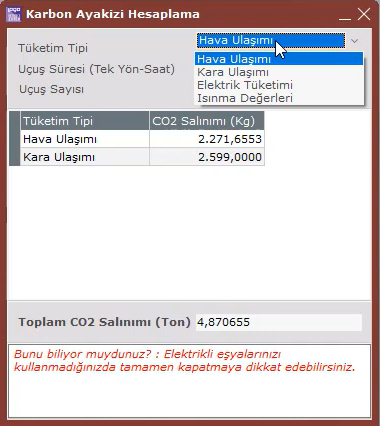 Karbon Ayakizi Hesaplama
Tüketim Tipi
Hava Ulaşımı
Uçuş Süresi (Tek Yön-Saat)
Uçuş Sayısı
Hava Ulaşımı
Kara Ulaşımı
Elektrik Tüketimi
Isınma Değerleri
Tüketim Tipi CO2 Salınımı (Kg)
Hava Ulaşımı 2.271,6553
Kara Ulaşımı 2.599,0000
Toplam CO2 Salınımı (Ton) 4,870655
Bunu biliyor muydunuz? : Elektrikli eşyalarınızı
kullanmadığınızda tamamen kapatmaya dikkat edebilirsiniz.